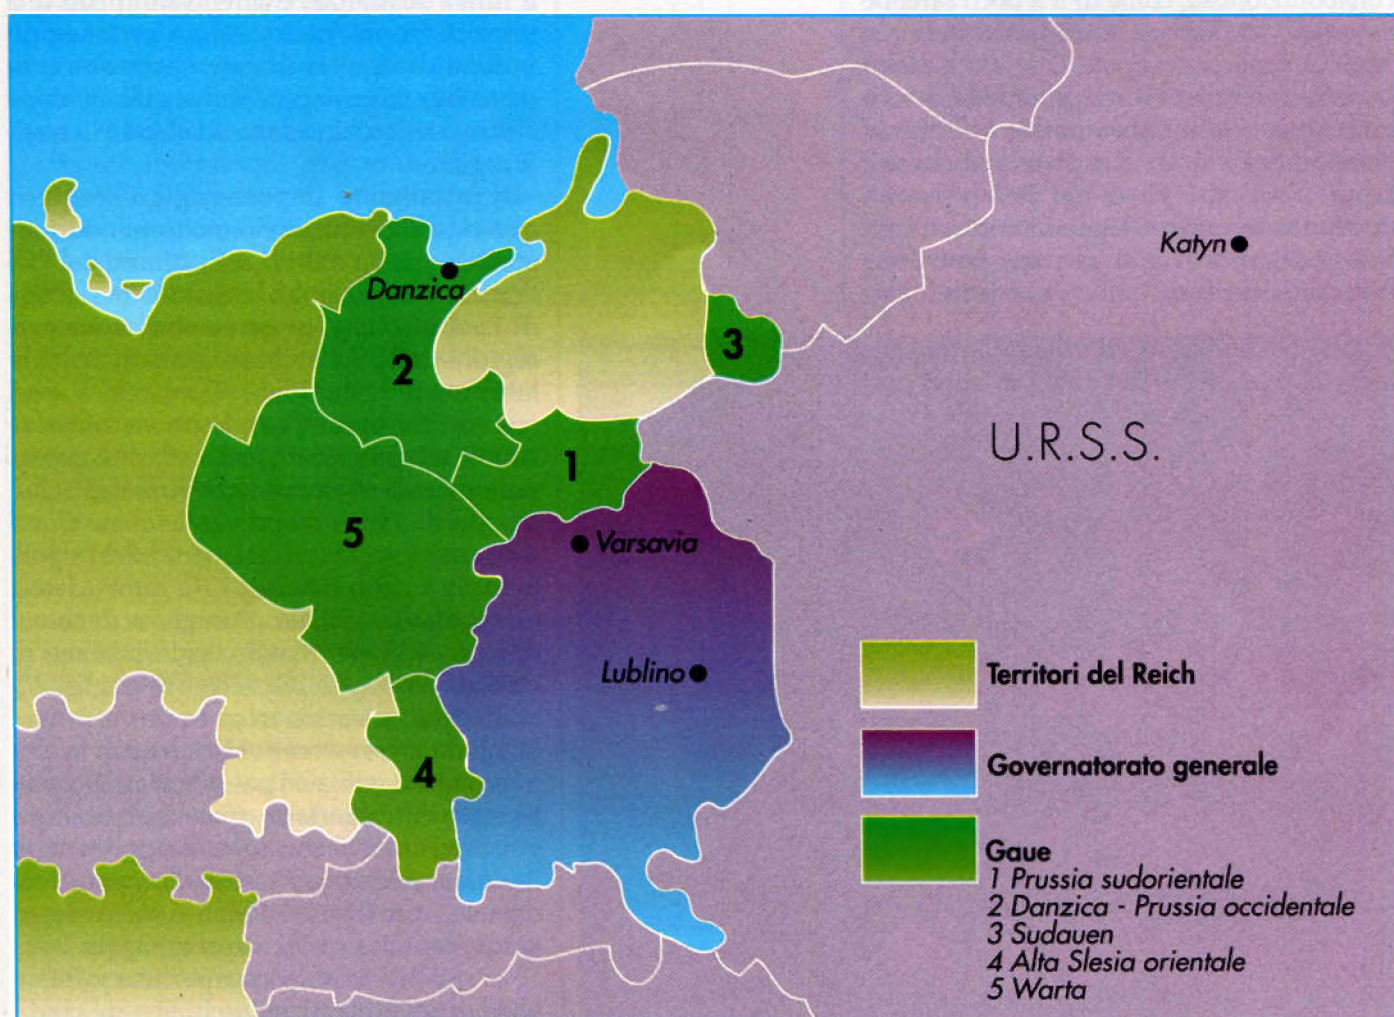 Katyn
Danzica
3
2
U.R.S.S.
1
5
Varsavia
Lublino
Territori del Reich
4
Governatorato generale
Gaue
1 Prussia sudorientale
2 Danzica - Prussia occidentale
3 Sudauen
4 Alta Slesia orientale
5 Warta